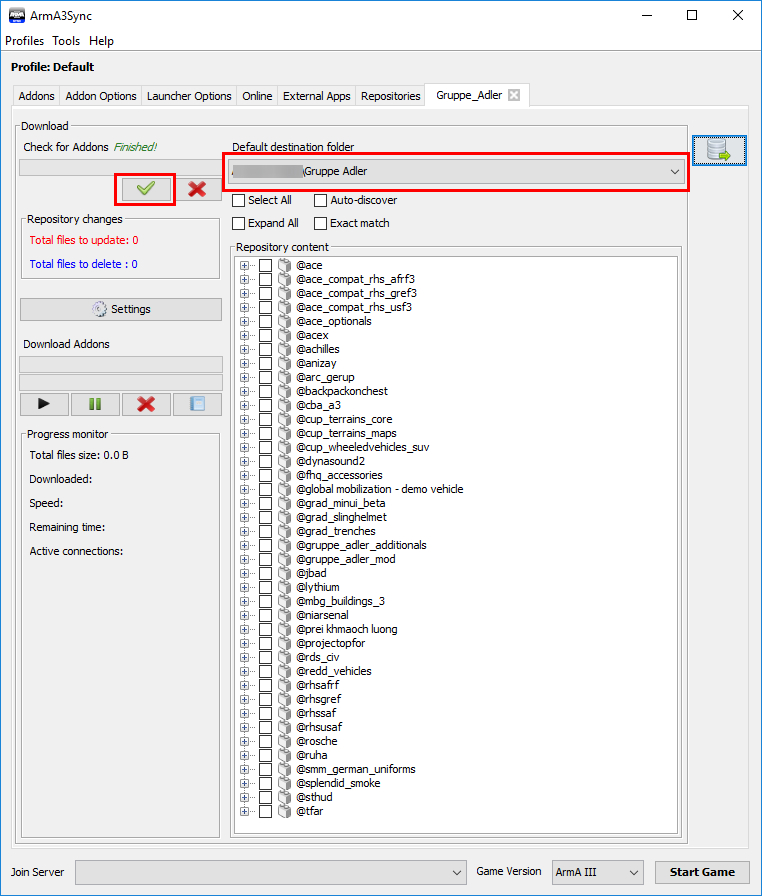 ArmA3Sync
Profiles Tools Help
Profile: Default
Addons Addon Options Launcher Options Online External Apps Repositories Gruppe_Adler
Download
Check for Addons Finished!
Default destination folder
\Gruppe Adler
Select All Auto-discover
Expand All Exact match
Repository changes
Total files to update: 0
Total files to delete : 0
Settings
Download Addons
Progress monitor
Total files size: 0.0 B
Downloaded:
Speed:
Remaining time:
Active connections:
Repository content
@ace
@ace_compat_rhs_afrf3
@ace_compat_rhs_gref3
@ace_compat_rhs_usf3
@ace_optionals
@acex
@achilles
@anizay
@arc_gerup
@backpackonchest
@cba_a3
@cup_terrains_core
@cup_terrains_maps
@cup_wheeledvehicles_suv
@dynasound2
@fhq_accessories
@global mobilization - demo vehicle
@grad_minui_beta
@grad_slinghelmet
@grad_trenches
@gruppe_adler_additionals
@gruppe_adler_mod
@jbad
@lythium
@mbg_buildings_3
@niarsenal
@prei khmaoch luong
@projectopfor
@rds_civ
@redd_vehicles
@rhsafrf
@rhsgref
@rhssaf
@rhsusaf
@rosche
@ruha
@smm_german_uniforms
@splendid_smoke
@sthud
@tfar
Join Server Game Version ArmA III Start Game